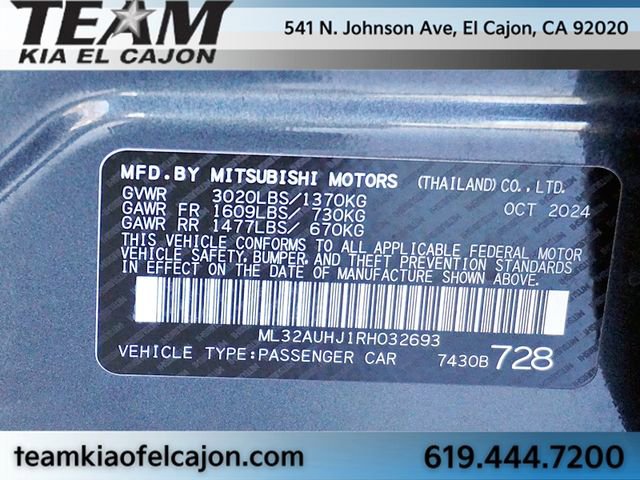 TEAM
KIA EL CAJON
541 N. Johnson Ave, El Cajon, CA 92020
MFD.BY MITSUBISHI MOTORS (THAILAND)CO.,LTD.
GVWR 3020LBS/1370KG OCT 2024
GAWR FR 1609LBS/ 730KG
GAWR RR 1477LBS/ 670KG
THIS VEHICLE CONFORMS TO ALL APPLICABLE FEDERAL MOTOR
VEHICLE SAFETY, BUMPER, AND THEFT PREVENTION STANDARDS
IN EFFECT ON THE DATE OF MANUFACTURE SHOWN ABOVE.
ML32AUHJ1RH032693
VEHICLE TYPE:PASSENGER CAR 7430B 728
teamkiaofelcajon.com
619.444.7200